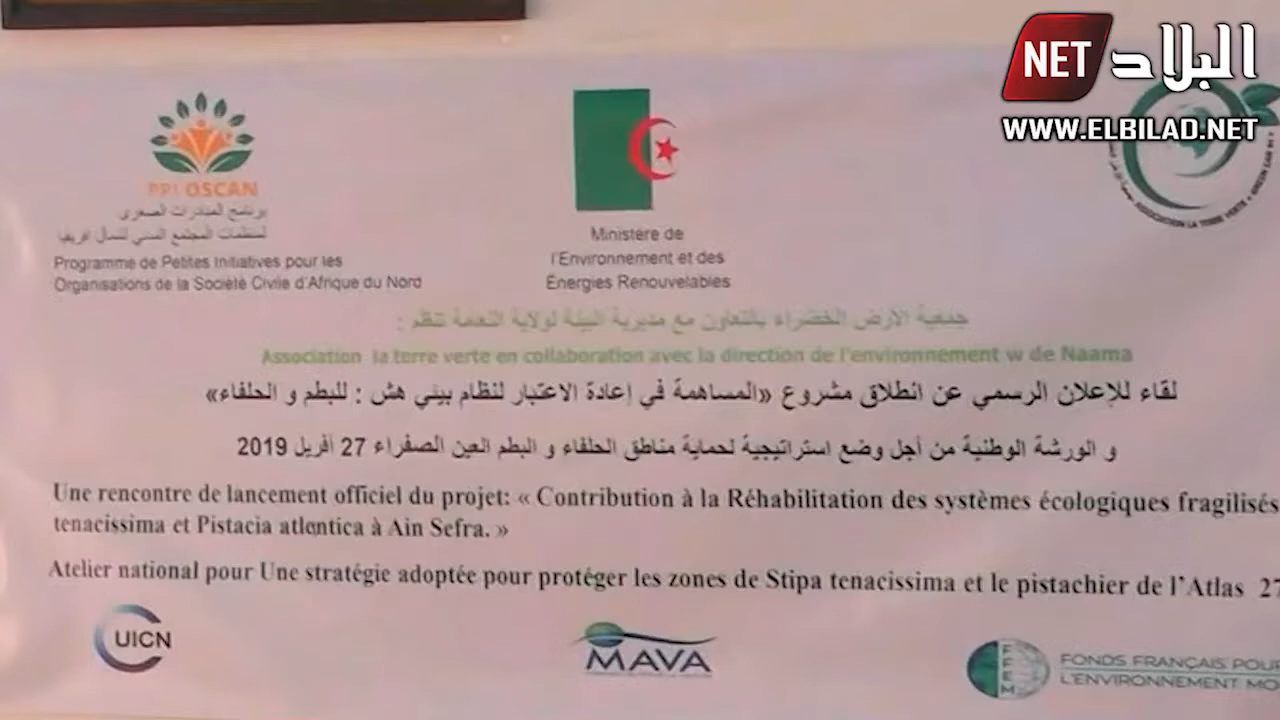 NET البلاد
WWW.ELBILAD.NET
PPI OSCAN
برنامج المبادرات الصغرى
لمنظمات المجتمع المدني لشمال افريقيا
Programme de Petites Initiatives pour les
Organisations de la Société Civile d'Afrique du Nord
Ministère de
l'Environnement et des
Énergies Renouvelables
ASSOCIATION LA TERRE VERTE
جمعية الأرض الخضراء بالتعاون مع مديرية البيئة لولاية النعامة تنظم :
Association la terre verte en collaboration avec la direction de l'environnement w de Naama
لقاء للإعلان الرسمي عن انطلاق مشروع «المساهمة في إعادة الاعتبار لنظام بيئي هش : للبطم و الحلفاء»
و الورشة الوطنية من أجل وضع استراتيجية لحماية مناطق الحلفاء و البطم العين الصفراء 27 أفريل 2019
Une rencontre de lancement officiel du projet: « Contribution à la Réhabilitation des systèmes écologiques fragilisés
tenacissima et Pistacia atlontica à Ain Sefra. »
Atelier national pour Une stratégie adoptée pour protéger les zones de Stipa tenacissima et le pistachier de l'Atlas 27
UICN
MAVA
FFEM
FONDS FRANÇAIS POUR
L'ENVIRONNEMENT MO